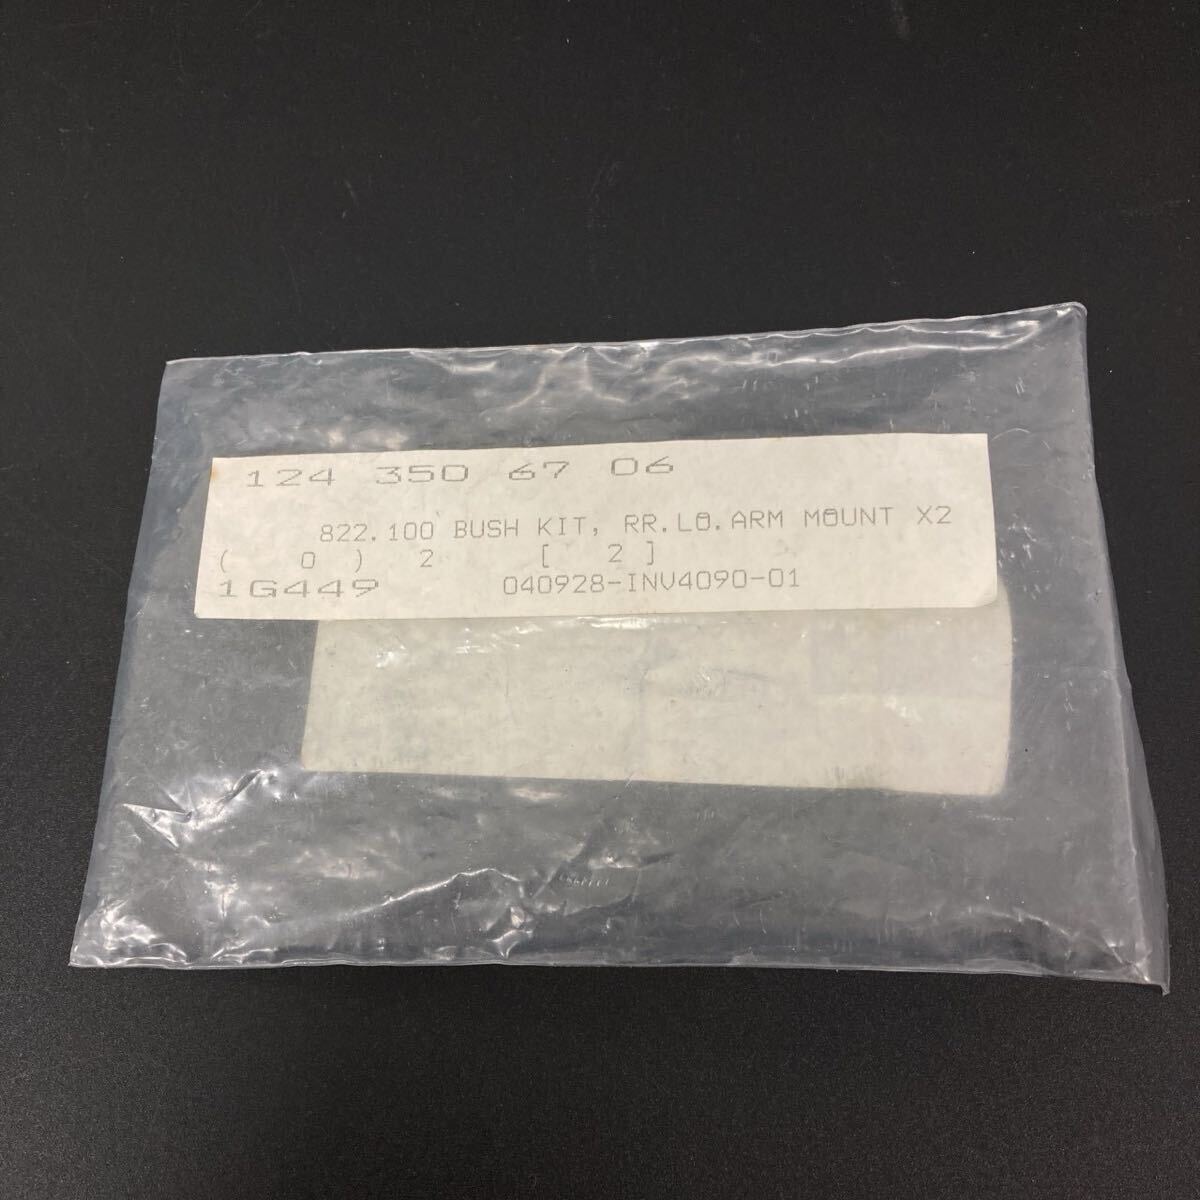 124 350 67 06
822.100 BUSH KIT, RR.LO.ARM MOUNT X2
( 0 ) 2 [ 2 ]
1G449 040928-INV4090-01